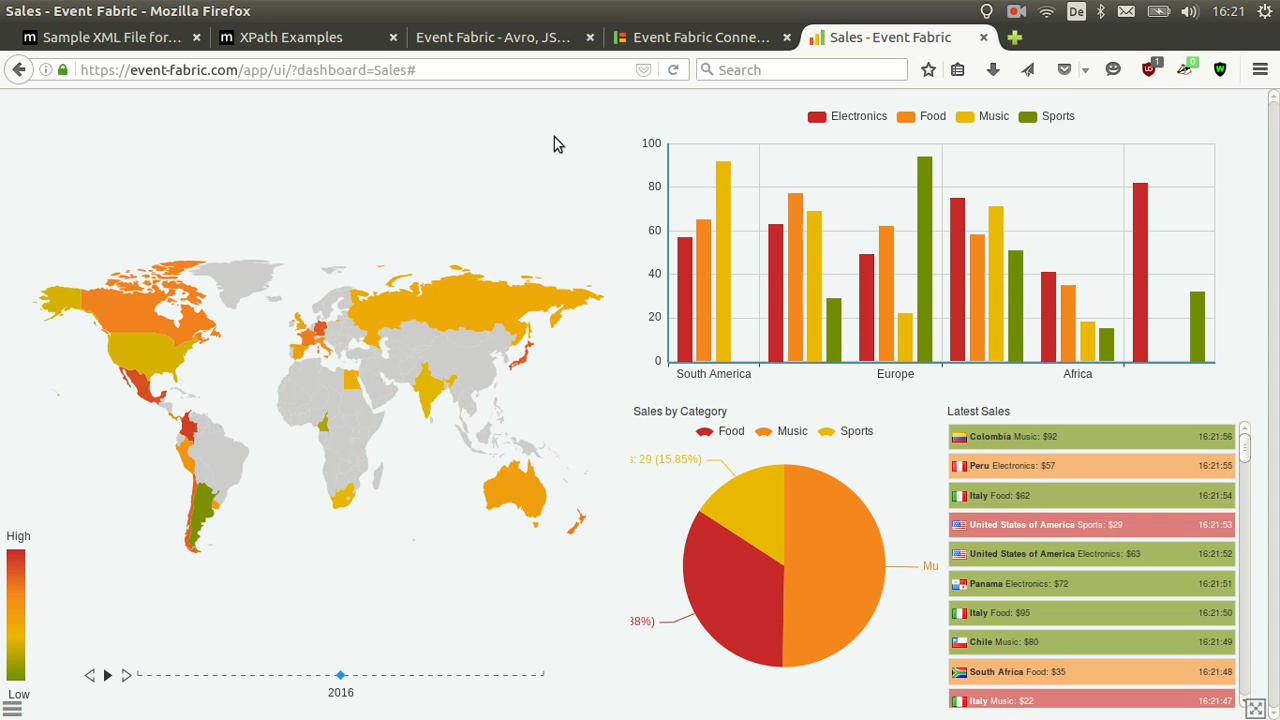 Sales - Event Fabric - Mozilla Firefox
De
16:21
m Sample XML File for... ×
m XPath Examples ×
Event Fabric - Avro, JS... ×
Event Fabric Conne... ×
Sales - Event Fabric ×
https://event-fabric.com/app/ui/?dashboard=Sales#
Search
1
0
Electronics Food Music Sports
100
80
60
40
20
0
South America Europe Africa
High
Low
2016
Sales by Category
Food Music Sports
s: 29 (15.85%)
Mu
38%)
Latest Sales
Colombia Music: $92 16:21:56
Peru Electronics: $57 16:21:55
Italy Food: $62 16:21:54
United States of America Sports: $29 16:21:53
United States of America Electronics: $63 16:21:52
Panama Electronics: $72 16:21:51
Italy Food: $95 16:21:50
Chile Music: $80 16:21:49
South Africa Food: $35 16:21:48
Italy Music: $22 16:21:47